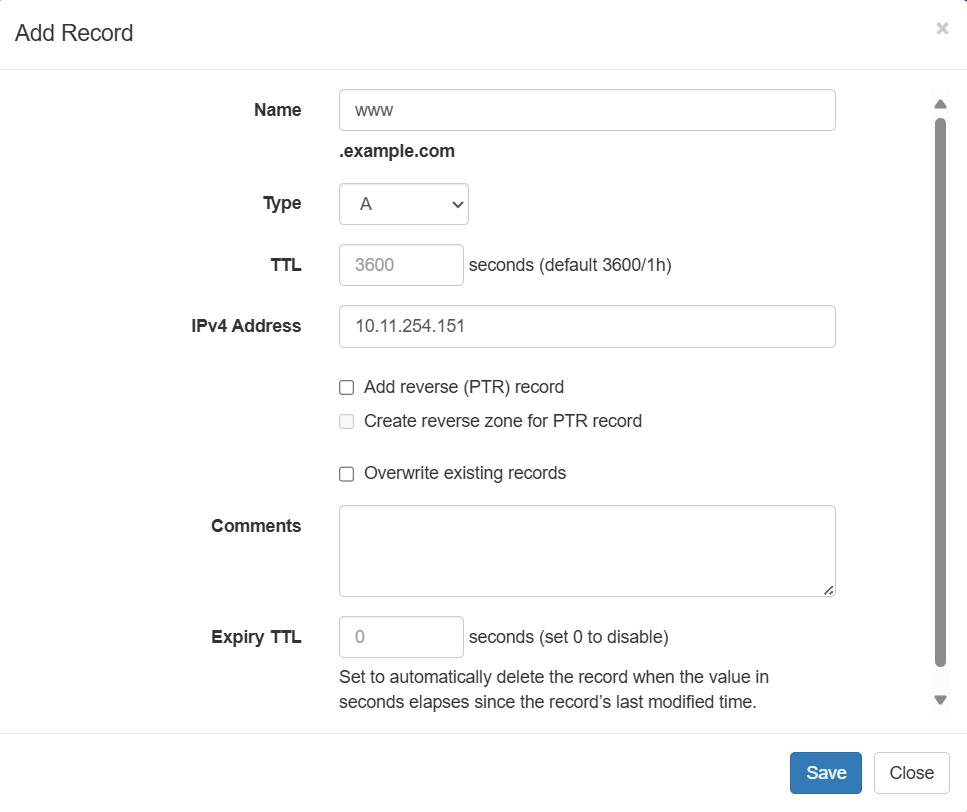 Add Record
×
Name www
.example.com
Type A
TTL 3600 seconds (default 3600/1h)
IPv4 Address 10.11.254.151
Add reverse (PTR) record
Create reverse zone for PTR record
Overwrite existing records
Comments
Expiry TTL 0 seconds (set 0 to disable)
Set to automatically delete the record when the value in
seconds elapses since the record’s last modified time.
Save Close